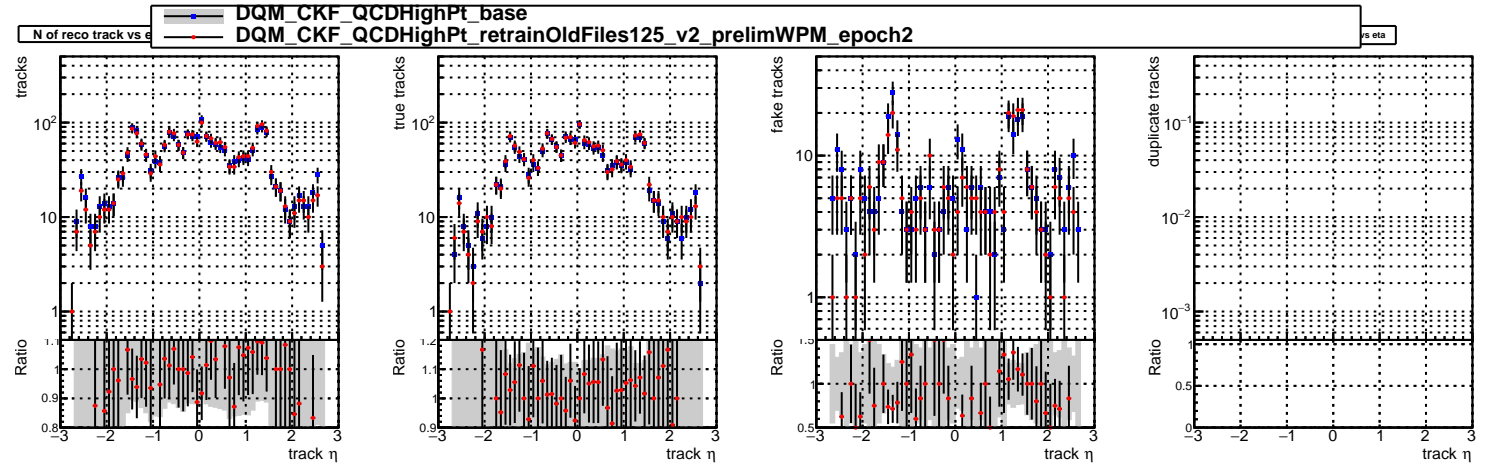 DQM_CKF_QCDHighPt_base
DQM_CKF_QCDHighPt_retrainOldFiles125_v2_prelimWPM_epoch2
N of reco track vs e
vs eta
tracks
10²
10
1
Ratio
1.1
1
0.9
0.8
−3 −2 −1 0 1 2 3
track η
true tracks
10²
10
1
Ratio
1.2
1.1
1
0.9
−3 −2 −1 0 1 2 3
track η
fake tracks
10
1
Ratio
1.5
1
0.5
−3 −2 −1 0 1 2 3
track η
duplicate tracks
10⁻¹
10⁻²
10⁻³
Ratio
1
0.5
0
−3 −2 −1 0 1 2 3
track η